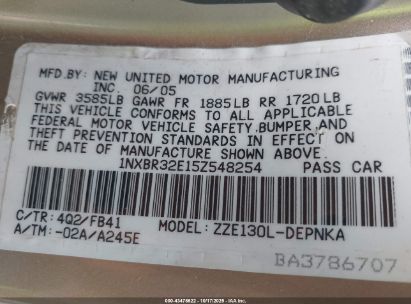 MFD.BY: NEW UNITED MOTOR MANUFACTURING
INC. 06/05
GVWR 3585LB GAWR FR 1885LB RR 1720LB
THIS VEHICLE CONFORMS TO ALL APPLICABLE
FEDERAL MOTOR VEHICLE SAFETY,BUMPER,AND
THEFT PREVENTION STANDARDS IN EFFECT ON
THE DATE OF MANUFACTURE SHOWN ABOVE.
1NXBR32E15Z548254 PASS CAR
C/TR: 402/FB41 MODEL: ZZE130L-DEPNKA
A/TM: -02A/A245E
BA3786707